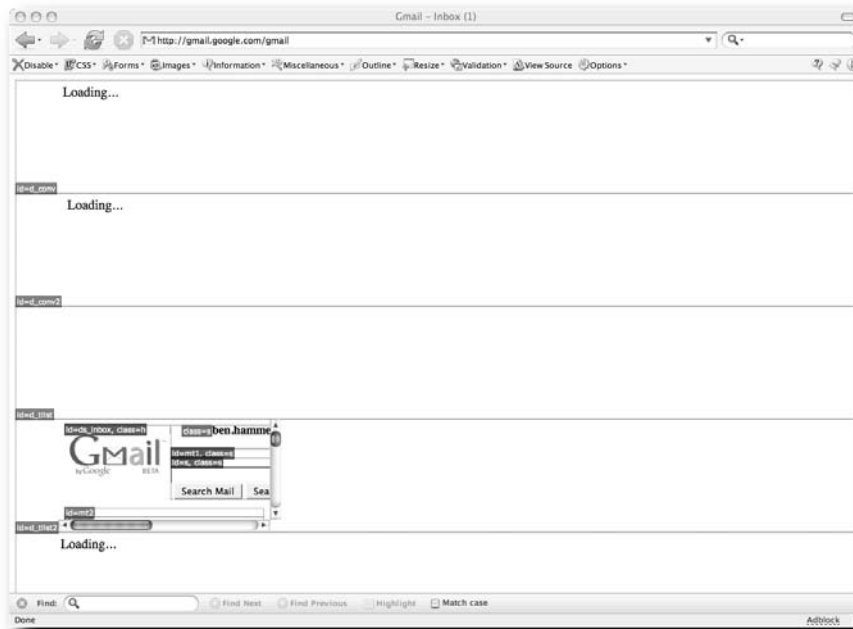 Gmail – Inbox (1)
http://gmail.google.com/gmail
Disable CSS Forms Images Information Miscellaneous Outline Resize Validation View Source Options
Loading...
id=d_conv
Loading...
id=d_conv2
id=d_tlist
id=ds_inbox, class=h
class=s ben.hamme
GMail
by Google BETA
id=mt1, class=s
id=s, class=s
Search Mail Sea
id=mt2
id=d_tlist2
Loading...
Find: Find Next Find Previous Highlight Match case
Done Adblock